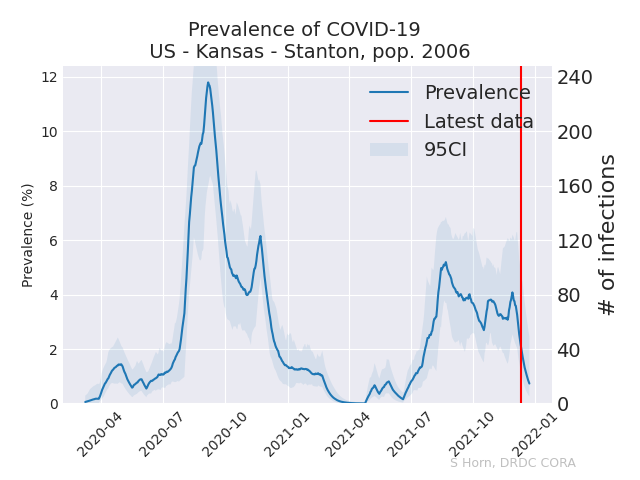 Prevalence of COVID-19
US - Kansas - Stanton, pop. 2006
Prevalence (%)
12
10
8
6
4
2
0
Prevalence
Latest data
95CI
240
200
160
120
80
40
0
# of infections
2020-04
2020-07
2020-10
2021-01
2021-04
2021-07
2021-10
2022-01
S Horn, DRDC CORA